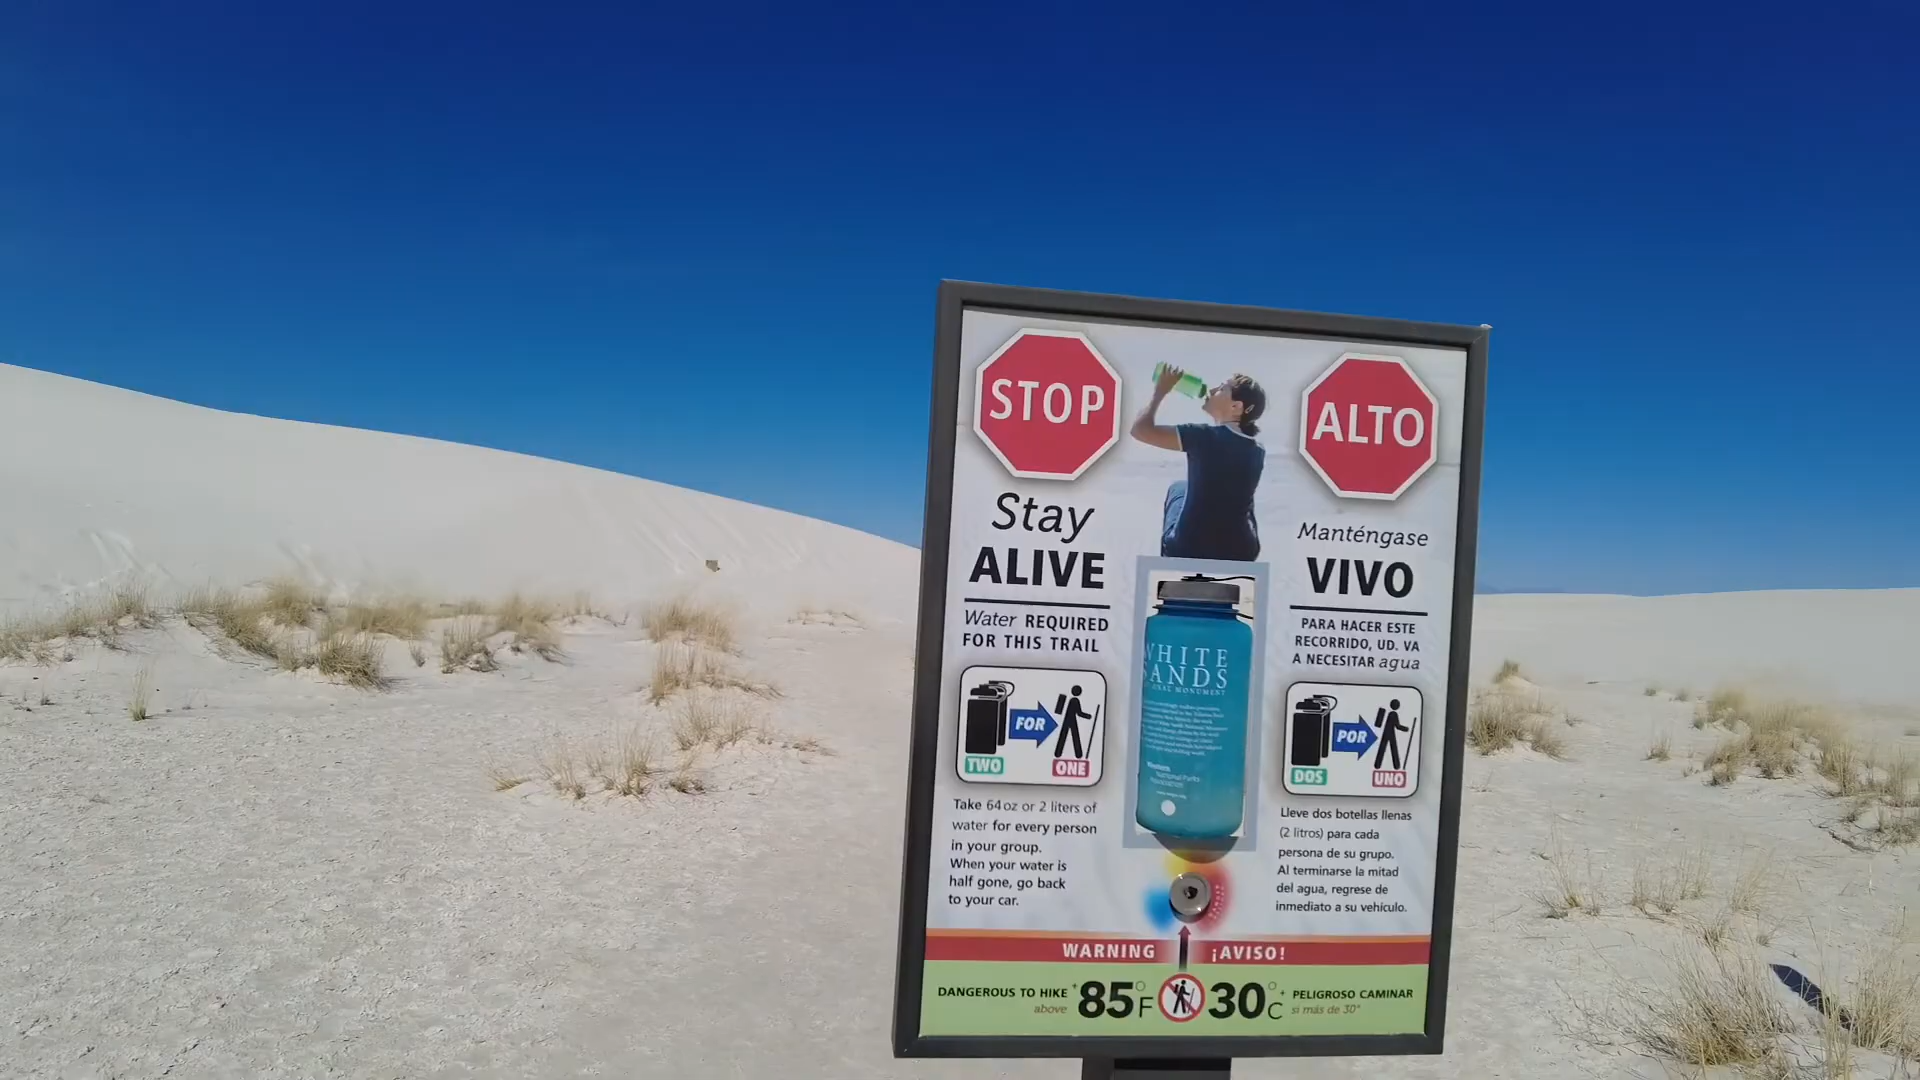 STOP
Stay
ALIVE
Water REQUIRED
FOR THIS TRAIL
FOR
TWO
ONE
Take 64 oz or 2 liters of
water for every person
in your group.
When your water is
half gone, go back
to your car.
WHITE
SANDS
National Parks
ALTO
Manténgase
VIVO
PARA HACER ESTE
RECORRIDO, UD. VA
A NECESITAR agua
POR
DOS
UNO
Lleve dos botellas llenas
(2 litros) para cada
persona de su grupo.
Al terminarse la mitad
del agua, regrese de
inmediato a su vehículo.
WARNING ¡AVISO!
DANGEROUS TO HIKE
above
+85°F
30°+C
PELIGROSO CAMINAR
si más de 30°